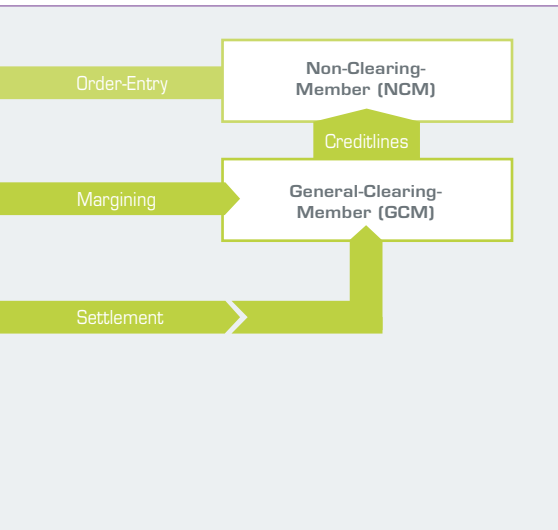 Order-Entry
Non-Clearing-
Member (NCM)
Creditlines
Margining
General-Clearing-
Member (GCM)
Settlement